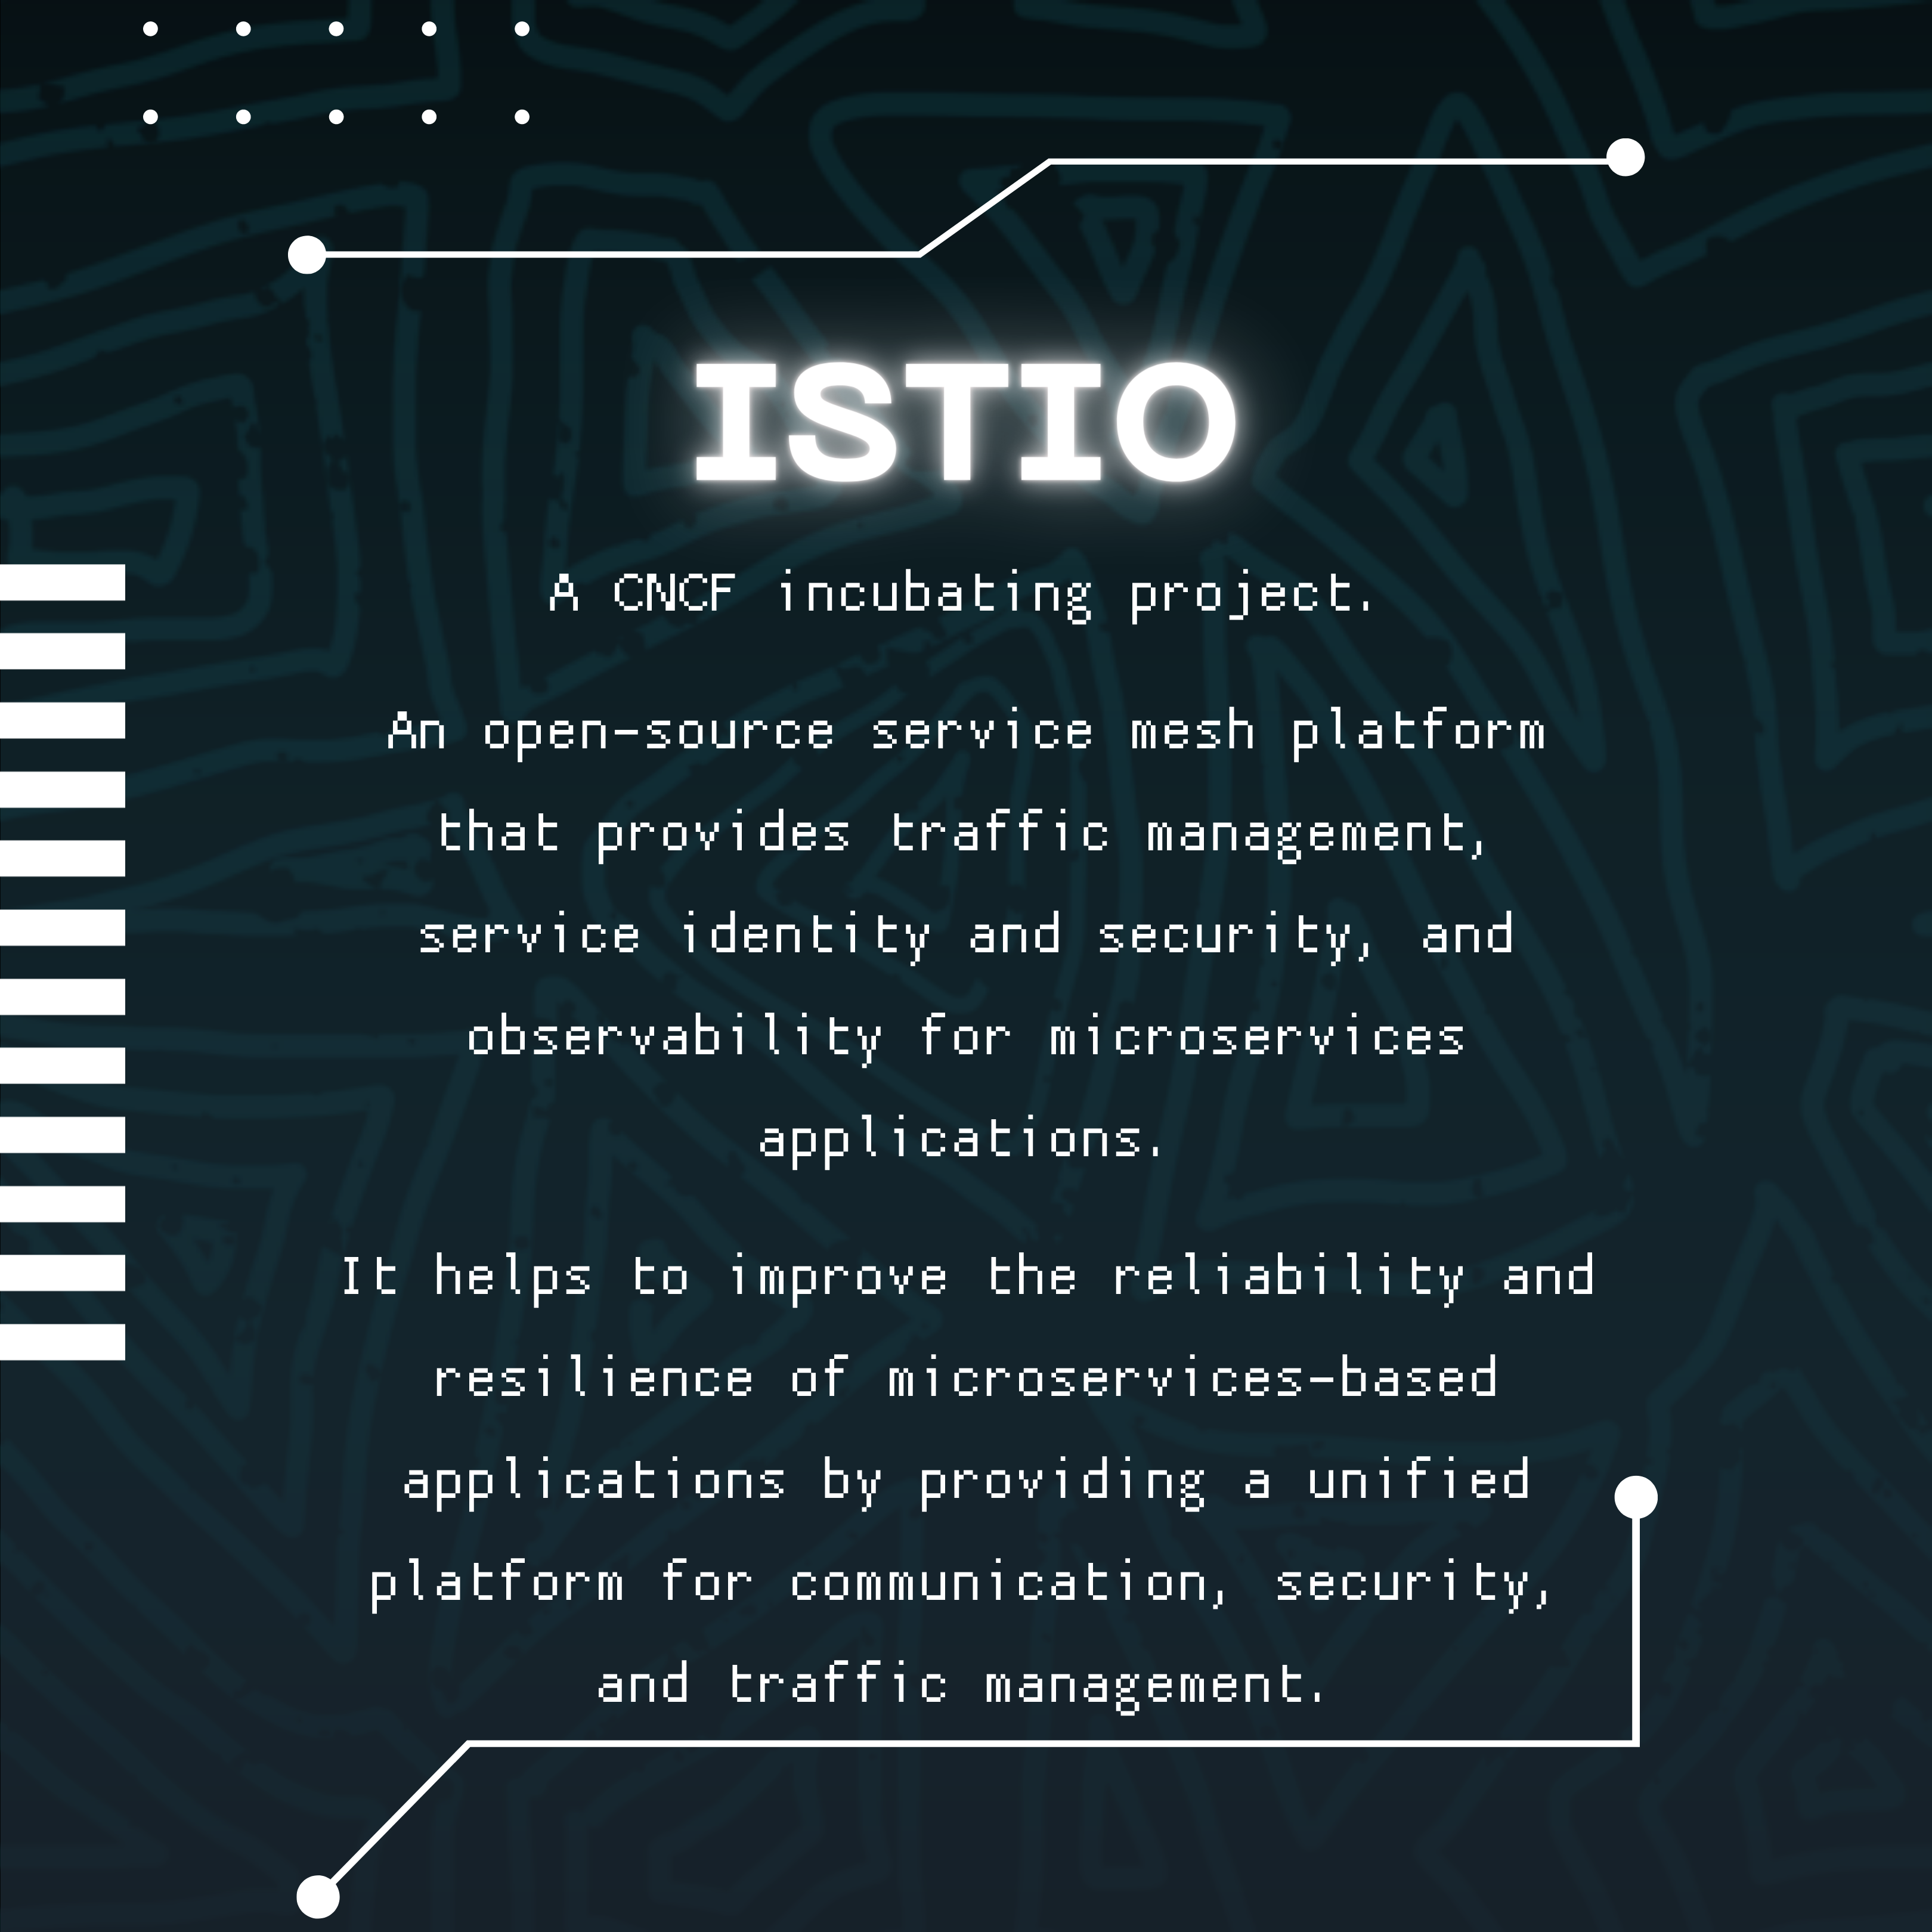 ISTIO
A CNCF incubating project.
An open-source service mesh platform
that provides traffic management,
service identity and security, and
observability for microservices
applications.
It helps to improve the reliability and
resilience of microservices-based
applications by providing a unified
platform for communication, security,
and traffic management.